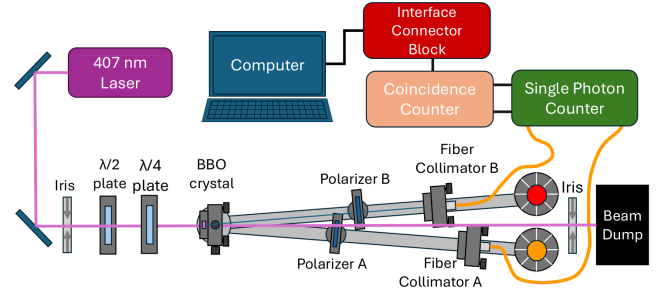 Interface
Connector
Block
407 nm
Laser
Computer
Coincidence
Counter
Single Photon
Counter
Iris
λ/2
plate
λ/4
plate
BBO
crystal
Polarizer B
Fiber
Collimator B
Iris
Beam
Dump
Polarizer A
Fiber
Collimator A